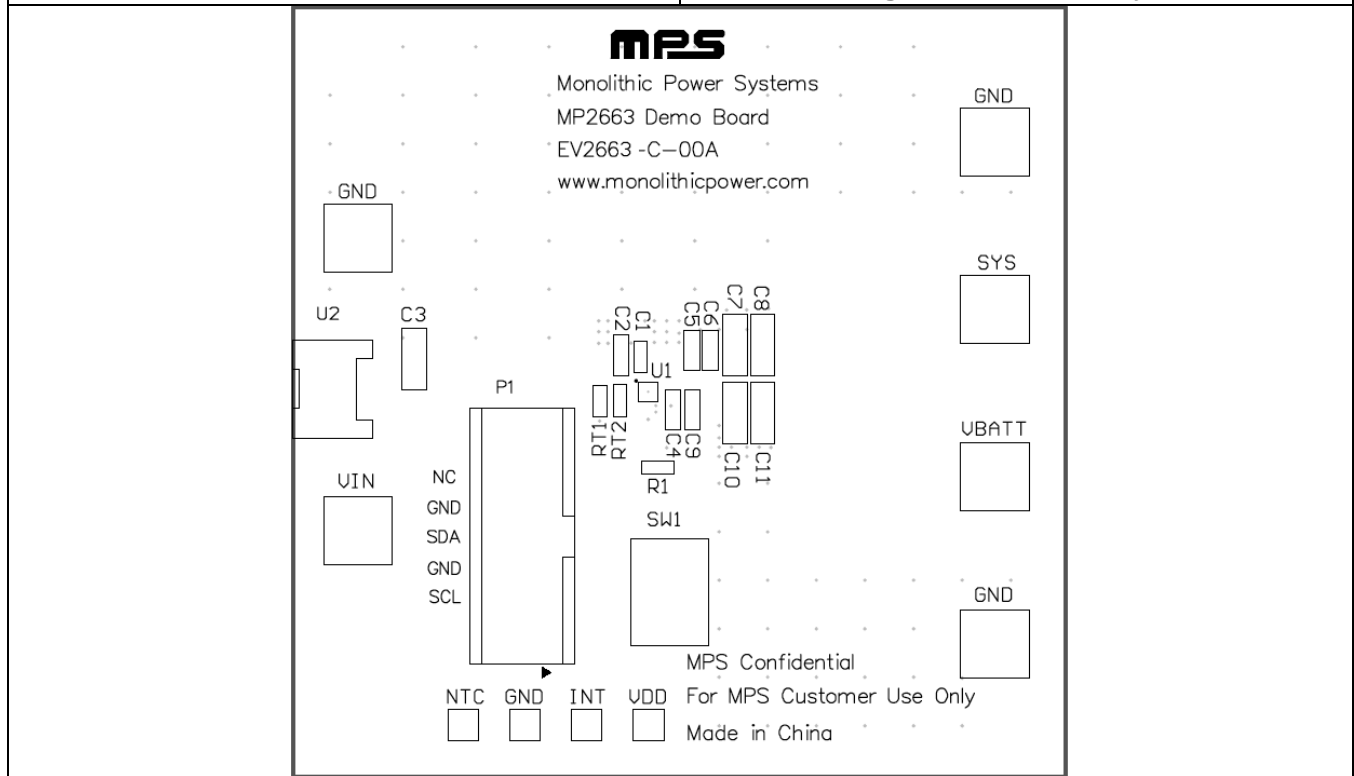 MPS
Monolithic Power Systems
MP2663 Demo Board
EV2663 -C-00A
www.monolithicpower.com
GND
GND
SYS
U2
C3
C2
C1
C5
C6
C7
C8
U1
P1
RT1
RT2
C4
C9
C10
C11
VBATT
VIN
NC
GND
SDA
GND
SCL
R1
SW1
GND
MPS Confidential
NTC
GND
INT
VDD
For MPS Customer Use Only
Made in China